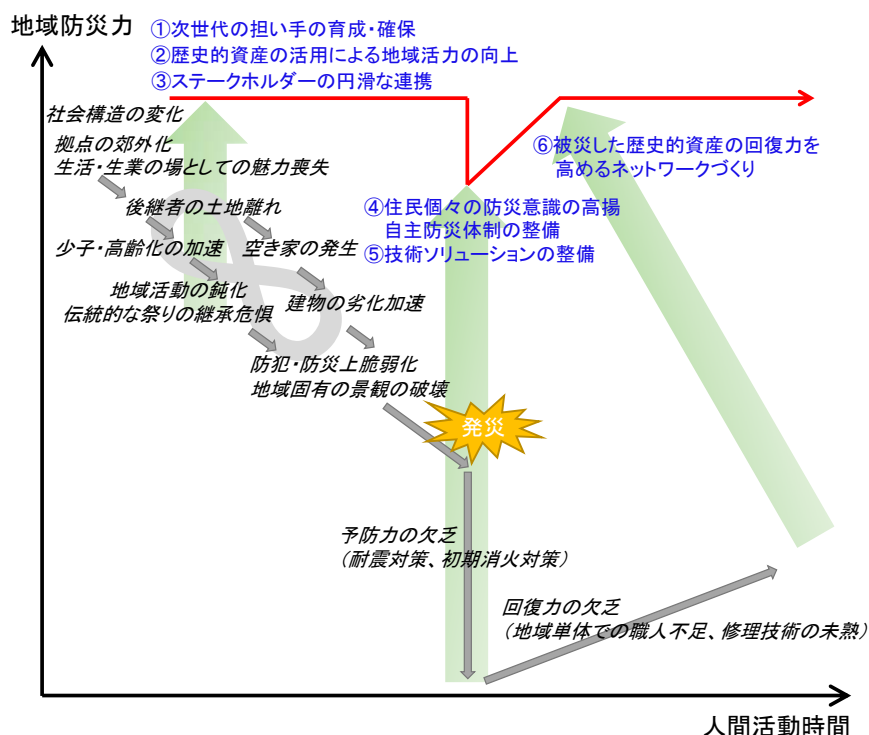 地域防災力
①次世代の担い手の育成・確保
②歴史的資産の活用による地域活力の向上
③ステークホルダーの円滑な連携
社会構造の変化
拠点の郊外化
生活・生業の場としての魅力喪失
後継者の土地離れ
少子・高齢化の加速
空き家の発生
地域活動の鈍化
伝統的な祭りの継承危惧
建物の劣化加速
防犯・防災上脆弱化
地域固有の景観の破壊
⑥被災した歴史的資産の回復力を
高めるネットワークづくり
④住民個々の防災意識の高揚
自主防災体制の整備
⑤技術ソリューションの整備
発災
予防力の欠乏
（耐震対策、初期消火対策）
回復力の欠乏
（地域単体での職人不足、修理技術の未熟）
人間活動時間